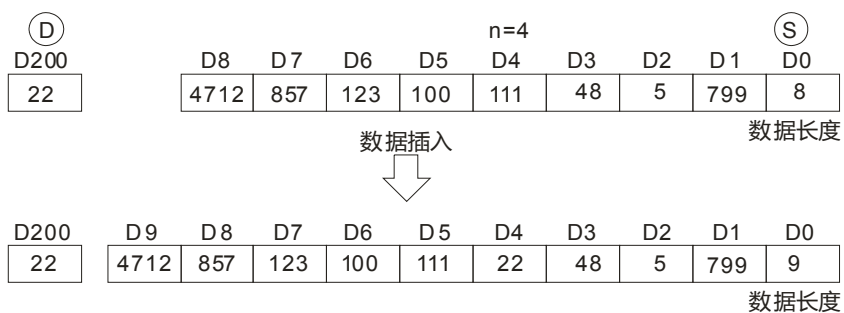 D n=4 S
D200 D8 D7 D6 D5 D4 D3 D2 D1 D0
22 4712 857 123 100 111 48 5 799 8
数据长度
数据插入
D200 D9 D8 D7 D6 D5 D4 D3 D2 D1 D0
22 4712 857 123 100 111 22 48 5 799 9
数据长度